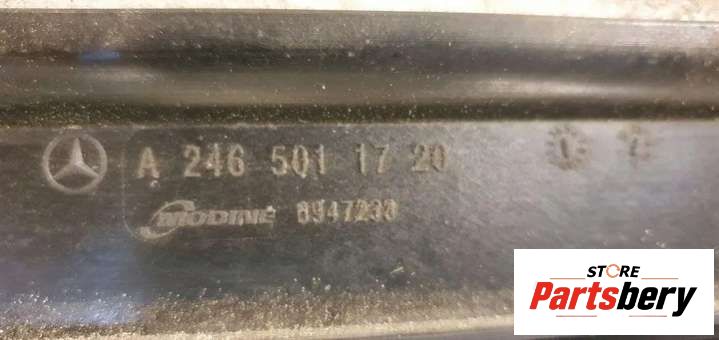 A 246 501 17 20
MODINE 8947233
STORE
Partsbery